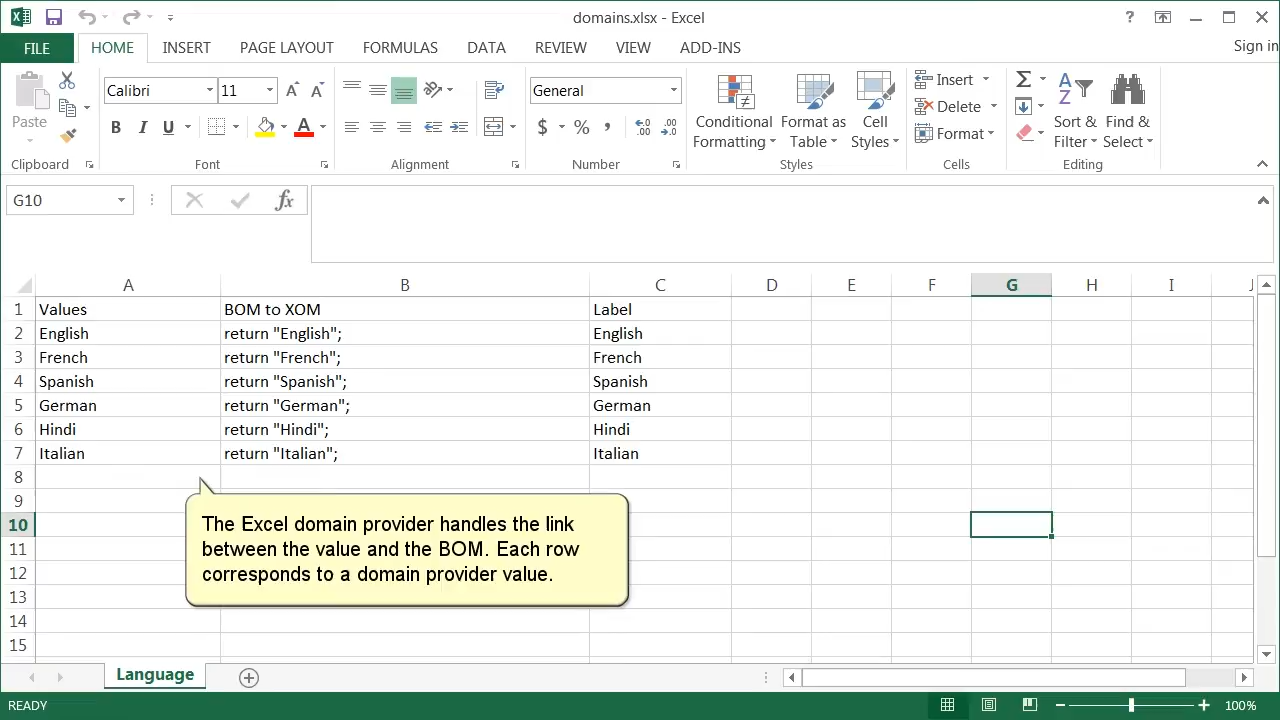 domains.xlsx - Excel
?
FILE HOME INSERT PAGE LAYOUT FORMULAS DATA REVIEW VIEW ADD-INS Sign in
Paste
Clipboard
Calibri 11
B I U A
Font
Alignment
General
$ % ,
Number
Conditional
Formatting
Format as
Table
Cell
Styles
Styles
Insert
Delete
Format
Cells
Sort &
Filter
Find &
Select
Editing
G10 fx
A B C D E F G H I J
1 Values BOM to XOM Label
2 English return "English"; English
3 French return "French"; French
4 Spanish return "Spanish"; Spanish
5 German return "German"; German
6 Hindi return "Hindi"; Hindi
7 Italian return "Italian"; Italian
8
9
10
11
12
13
14
15
The Excel domain provider handles the link
between the value and the BOM. Each row
corresponds to a domain provider value.
Language
READY 100%